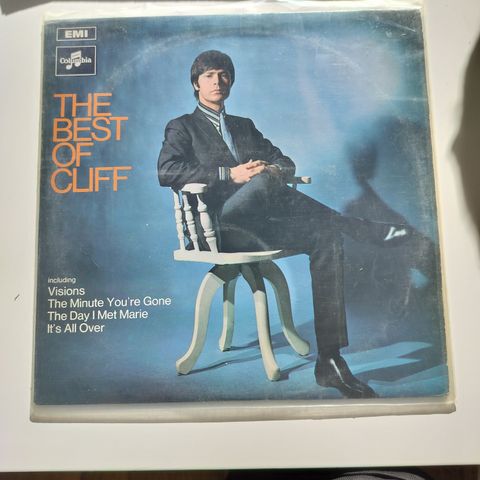 EMI
Columbia
THE
BEST
OF
CLIFF
including
Visions
The Minute You're Gone
The Day I Met Marie
It's All Over